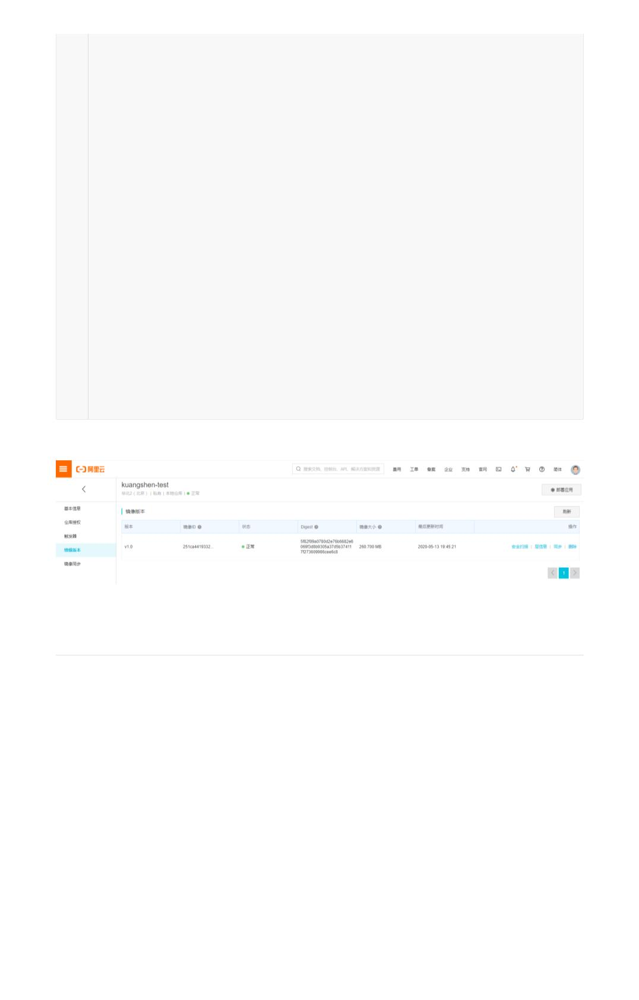 阿里云
搜索文档、控制台、API、解决方案和资源 费用 工单 备案 企业 支持 官网 简体
kuangshen-test
华北2（北京） | 私有 | 本地仓库 | 正常
部署应用
基本信息
仓库授权
触发器
镜像版本
镜像同步
镜像版本
刷新
版本 镜像ID 状态 Digest 镜像大小 最后更新时间 操作
v1.0 251ca4419332... 正常
260.700 MB 2020-05-13 19:45:21 安全扫描 | 层信息 | 同步 | 删除
1